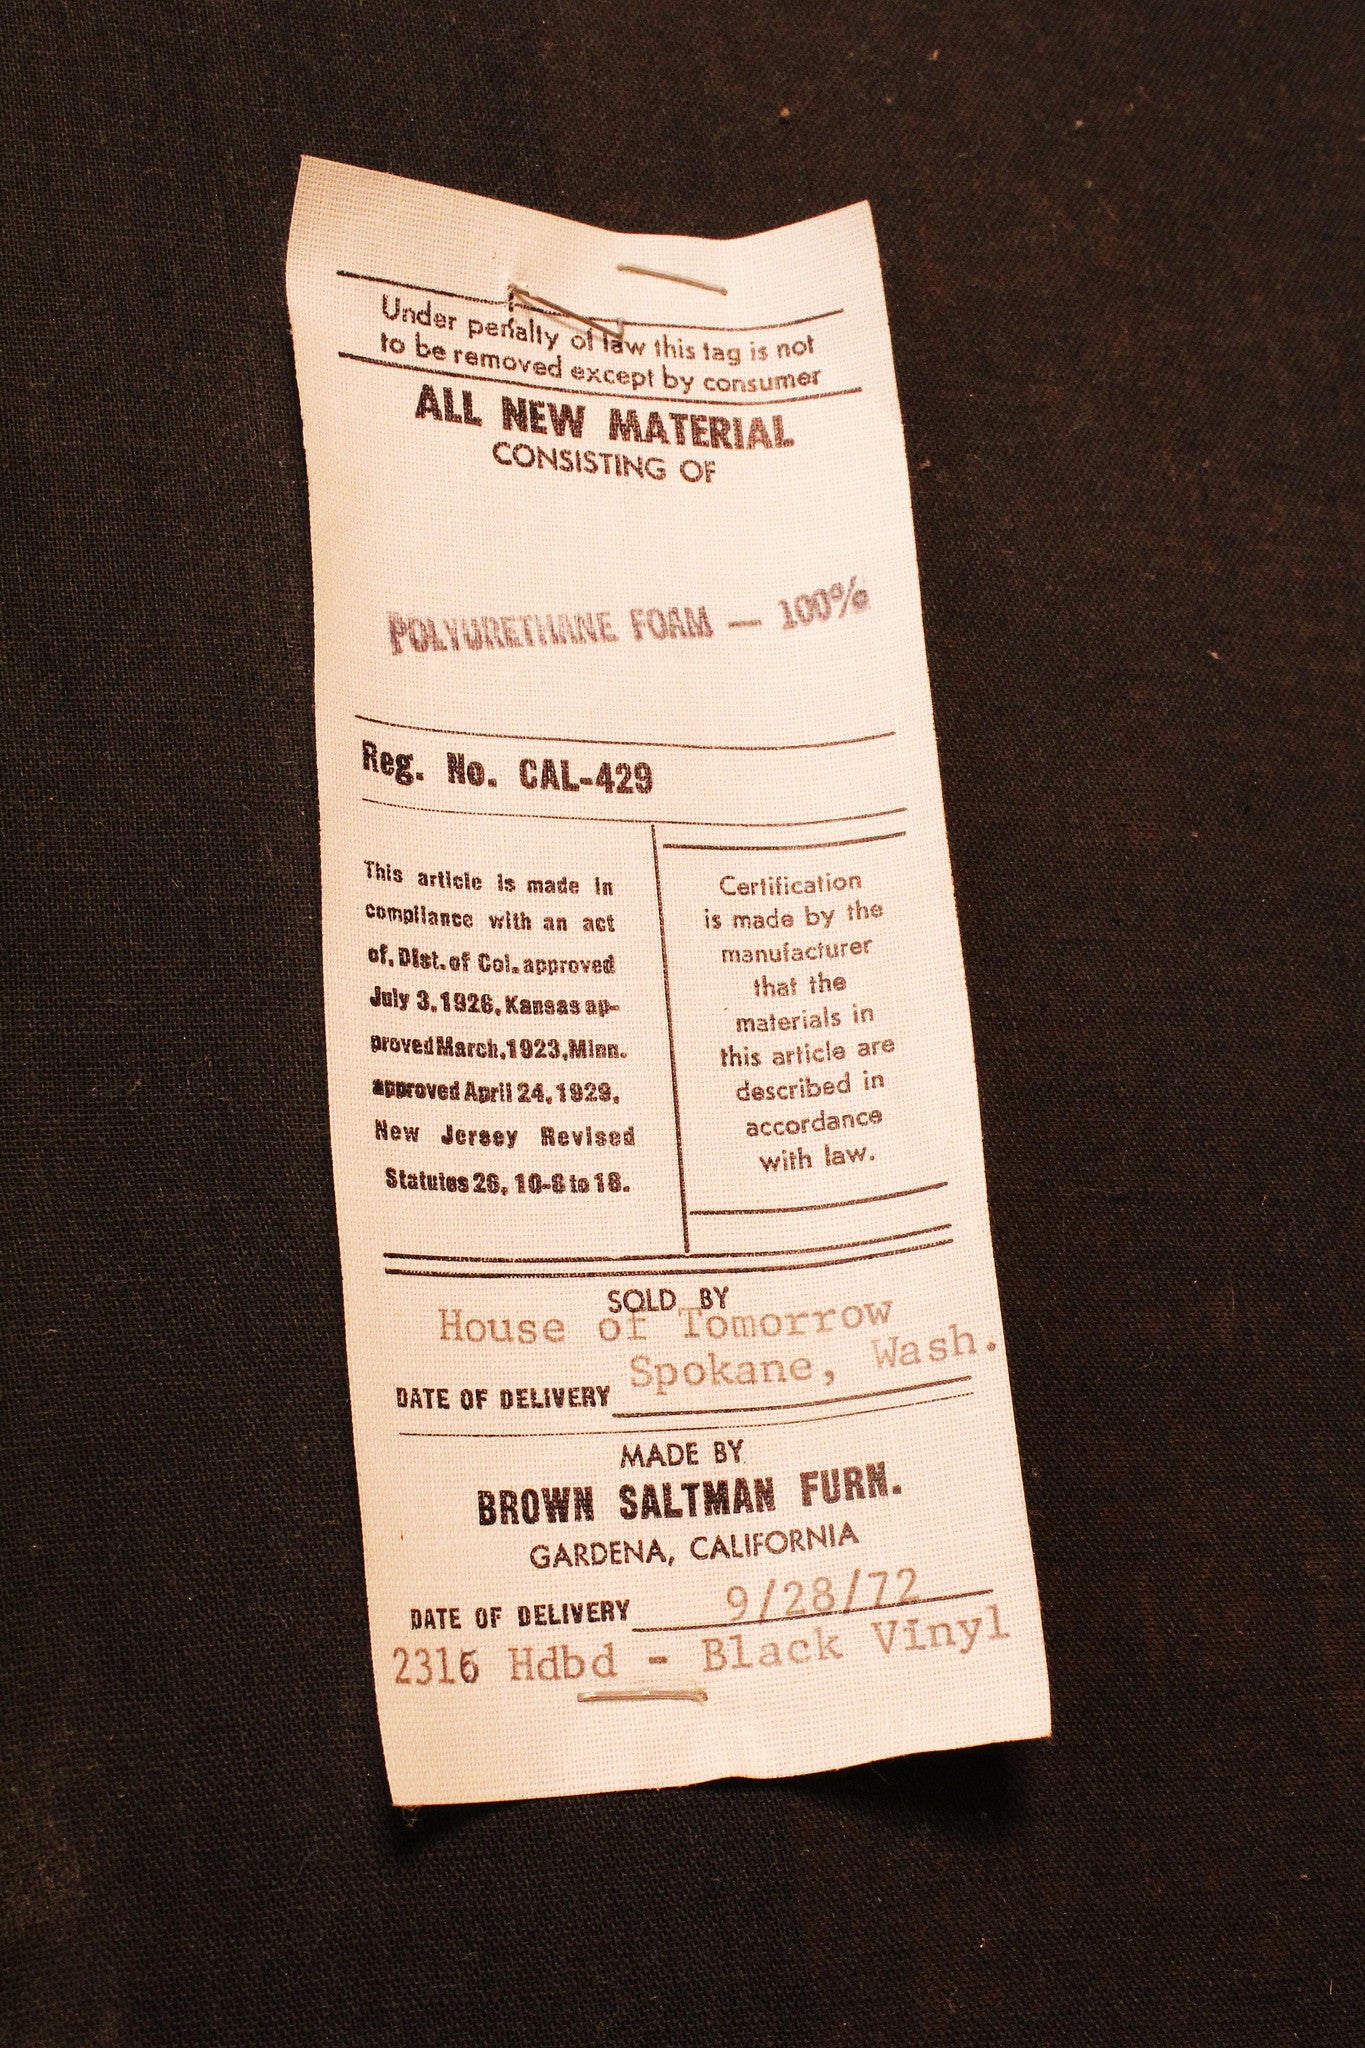 Under penalty of law this tag is not
to be removed except by consumer
ALL NEW MATERIAL
CONSISTING OF
POLYURETHANE FOAM — 100%
Reg. No. CAL-429
This article is made in
compliance with an act
of. Dist. of Col. approved
July 3, 1926, Kansas ap-
proved March, 1923, Minn.
approved April 24, 1929,
New Jersey Revised
Statutes 26, 10-6 to 18.
Certification
is made by the
manufacturer
that the
materials in
this article are
described in
accordance
with law.
SOLD BY
House of Tomorrow
Spokane, Wash.
DATE OF DELIVERY
MADE BY
BROWN SALTMAN FURN.
GARDENA, CALIFORNIA
DATE OF DELIVERY 9/28/72
2316 Hdbd - Black Vinyl